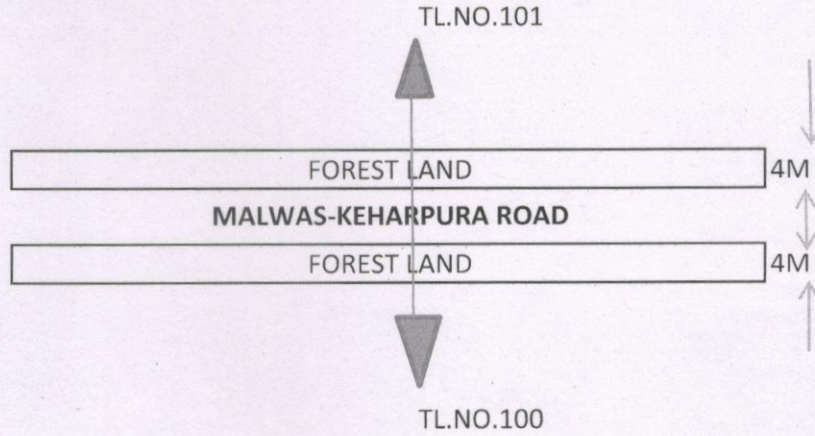 TL.NO.101
FOREST LAND 4M
MALWAS-KEHARPURA ROAD
FOREST LAND 4M
TL.NO.100